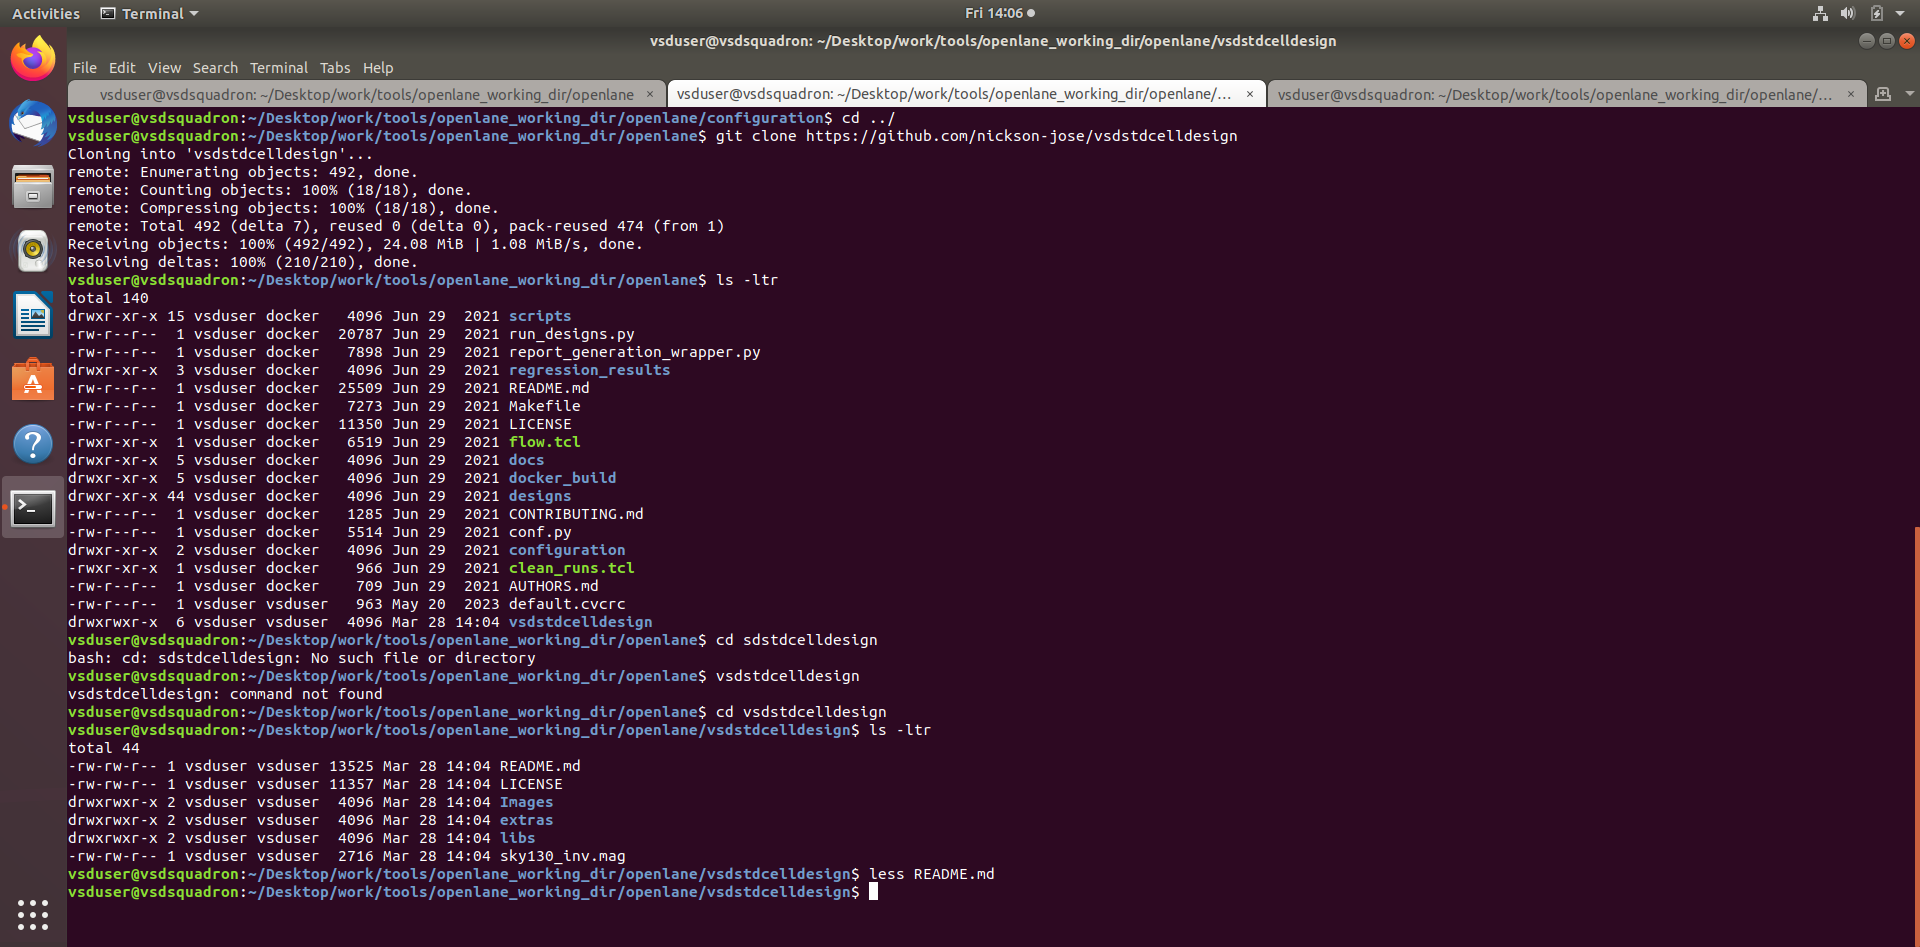 Activities Terminal Fri 14:06
vsduser@vsdsquadron: ~/Desktop/work/tools/openlane_working_dir/openlane/vsdstdcelldesign
File Edit View Search Terminal Tabs Help
vsduser@vsdsquadron: ~/Desktop/work/tools/openlane_working_dir/openlane × vsduser@vsdsquadron: ~/Desktop/work/tools/openlane_working_dir/openlane/... × vsduser@vsdsquadron: ~/Desktop/work/tools/openlane_working_dir/openlane/... ×
vsduser@vsdsquadron:~/Desktop/work/tools/openlane_working_dir/openlane/configuration$ cd ../
vsduser@vsdsquadron:~/Desktop/work/tools/openlane_working_dir/openlane$ git clone https://github.com/nickson-jose/vsdstdcelldesign
Cloning into 'vsdstdcelldesign'...
remote: Enumerating objects: 492, done.
remote: Counting objects: 100% (18/18), done.
remote: Compressing objects: 100% (18/18), done.
remote: Total 492 (delta 7), reused 0 (delta 0), pack-reused 474 (from 1)
Receiving objects: 100% (492/492), 24.08 MiB | 1.08 MiB/s, done.
Resolving deltas: 100% (210/210), done.
vsduser@vsdsquadron:~/Desktop/work/tools/openlane_working_dir/openlane$ ls -ltr
total 140
drwxr-xr-x 15 vsduser docker   4096 Jun 29  2021 scripts
-rw-r--r--  1 vsduser docker  20787 Jun 29  2021 run_designs.py
-rw-r--r--  1 vsduser docker   7898 Jun 29  2021 report_generation_wrapper.py
drwxr-xr-x  3 vsduser docker   4096 Jun 29  2021 regression_results
-rw-r--r--  1 vsduser docker  25509 Jun 29  2021 README.md
-rw-r--r--  1 vsduser docker   7273 Jun 29  2021 Makefile
-rw-r--r--  1 vsduser docker  11350 Jun 29  2021 LICENSE
-rwxr-xr-x  1 vsduser docker   6519 Jun 29  2021 flow.tcl
drwxr-xr-x  5 vsduser docker   4096 Jun 29  2021 docs
drwxr-xr-x  5 vsduser docker   4096 Jun 29  2021 docker_build
drwxr-xr-x 44 vsduser docker   4096 Jun 29  2021 designs
-rw-r--r--  1 vsduser docker   1285 Jun 29  2021 CONTRIBUTING.md
-rw-r--r--  1 vsduser docker   5514 Jun 29  2021 conf.py
drwxr-xr-x  2 vsduser docker   4096 Jun 29  2021 configuration
-rwxr-xr-x  1 vsduser docker    966 Jun 29  2021 clean_runs.tcl
-rw-r--r--  1 vsduser docker    709 Jun 29  2021 AUTHORS.md
-rw-r--r--  1 vsduser vsduser   963 May 20  2023 default.cvcrc
drwxrwxr-x  6 vsduser vsduser  4096 Mar 28 14:04 vsdstdcelldesign
vsduser@vsdsquadron:~/Desktop/work/tools/openlane_working_dir/openlane$ cd sdstdcelldesign
bash: cd: sdstdcelldesign: No such file or directory
vsduser@vsdsquadron:~/Desktop/work/tools/openlane_working_dir/openlane$ vsdstdcelldesign
vsdstdcelldesign: command not found
vsduser@vsdsquadron:~/Desktop/work/tools/openlane_working_dir/openlane$ cd vsdstdcelldesign
vsduser@vsdsquadron:~/Desktop/work/tools/openlane_working_dir/openlane/vsdstdcelldesign$ ls -ltr
total 44
-rw-rw-r-- 1 vsduser vsduser 13525 Mar 28 14:04 README.md
-rw-rw-r-- 1 vsduser vsduser 11357 Mar 28 14:04 LICENSE
drwxrwxr-x 2 vsduser vsduser  4096 Mar 28 14:04 Images
drwxrwxr-x 2 vsduser vsduser  4096 Mar 28 14:04 extras
drwxrwxr-x 2 vsduser vsduser  4096 Mar 28 14:04 libs
-rw-rw-r-- 1 vsduser vsduser  2716 Mar 28 14:04 sky130_inv.mag
vsduser@vsdsquadron:~/Desktop/work/tools/openlane_working_dir/openlane/vsdstdcelldesign$ less README.md
vsduser@vsdsquadron:~/Desktop/work/tools/openlane_working_dir/openlane/vsdstdcelldesign$